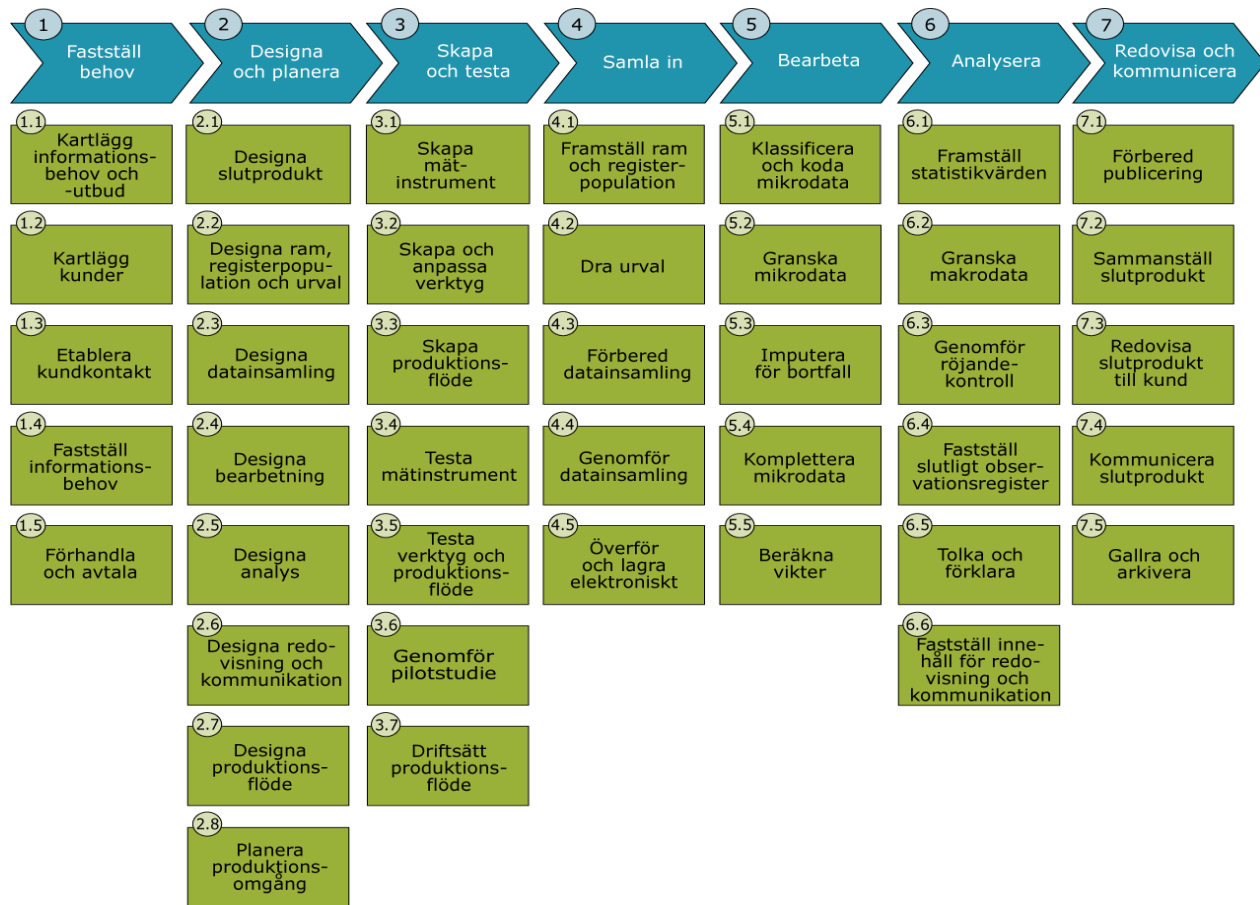 1
Fastställ
behov
2
Designa
och planera
3
Skapa
och testa
4
Samla in
5
Bearbeta
6
Analysera
7
Redovisa och
kommunicera
1.1
Kartlägg
informations-
behov och
-utbud
1.2
Kartlägg
kunder
1.3
Etablera
kundkontakt
1.4
Fastställ
informations-
behov
1.5
Förhandla
och avtala
2.1
Designa
slutprodukt
2.2
Designa ram,
registerpopu-
lation och urval
2.3
Designa
datainsamling
2.4
Designa
bearbetning
2.5
Designa
analys
2.6
Designa redo-
visning och
kommunikation
2.7
Designa
produktions-
flöde
2.8
Planera
produktions-
omgång
3.1
Skapa
mät-
instrument
3.2
Skapa och
anpassa
verktyg
3.3
Skapa
produktions-
flöde
3.4
Testa
mätinstrument
3.5
Testa
verktyg och
produktions-
flöde
3.6
Genomför
pilotstudie
3.7
Driftsätt
produktions-
flöde
4.1
Framställ ram
och register-
population
4.2
Dra urval
4.3
Förbered
datainsamling
4.4
Genomför
datainsamling
4.5
Överför
och lagra
elektroniskt
5.1
Klassificera
och koda
mikrodata
5.2
Granska
mikrodata
5.3
Imputera
för bortfall
5.4
Komplettera
mikrodata
5.5
Beräkna
vikter
6.1
Framställ
statistikvärden
6.2
Granska
makrodata
6.3
Genomför
röjande-
kontroll
6.4
Fastställ
slutligt obser-
vationsregister
6.5
Tolka och
förklara
6.6
Fastställ inne-
håll för redo-
visning och
kommunikation
7.1
Förbered
publicering
7.2
Sammanställ
slutprodukt
7.3
Redovisa
slutprodukt
till kund
7.4
Kommunicera
slutprodukt
7.5
Gallra och
arkivera